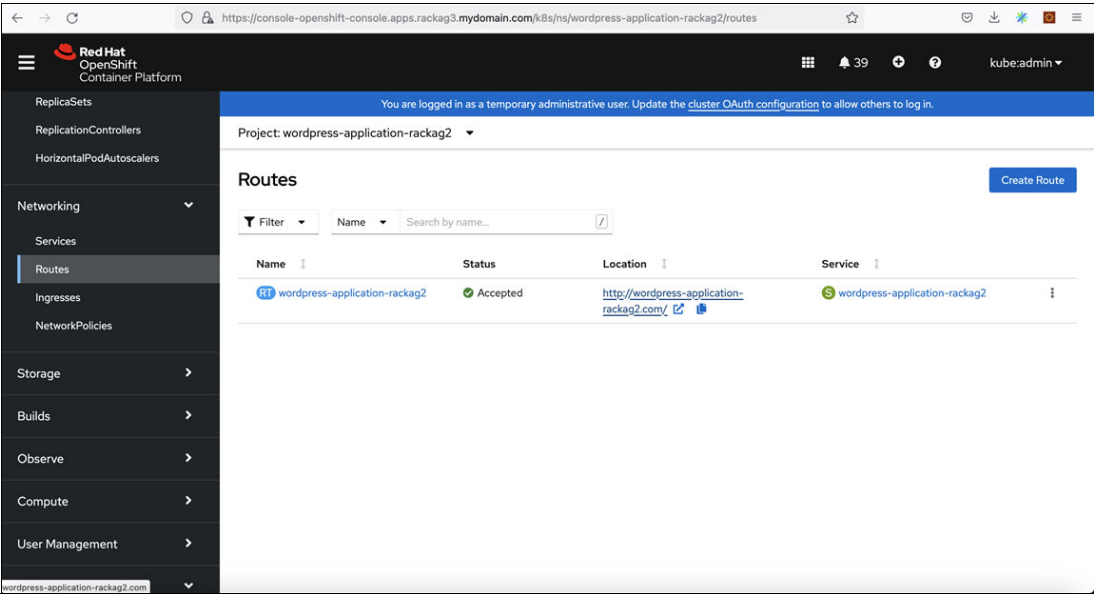 https://console-openshift-console.apps.rackag3.mydomain.com/k8s/ns/wordpress-application-rackag2/routes
Red Hat
OpenShift
Container Platform
39
kube:admin
ReplicaSets
ReplicationControllers
HorizontalPodAutoscalers
Networking
Services
Routes
Ingresses
NetworkPolicies
Storage
Builds
Observe
Compute
User Management
wordpress-application-rackag2.com
You are logged in as a temporary administrative user. Update the cluster OAuth configuration to allow others to log in.
Project: wordpress-application-rackag2
Routes
Create Route
Filter
Name
Search by name...
/
Name
Status
Location
Service
RT wordpress-application-rackag2
Accepted
http://wordpress-application-
rackag2.com/
S wordpress-application-rackag2